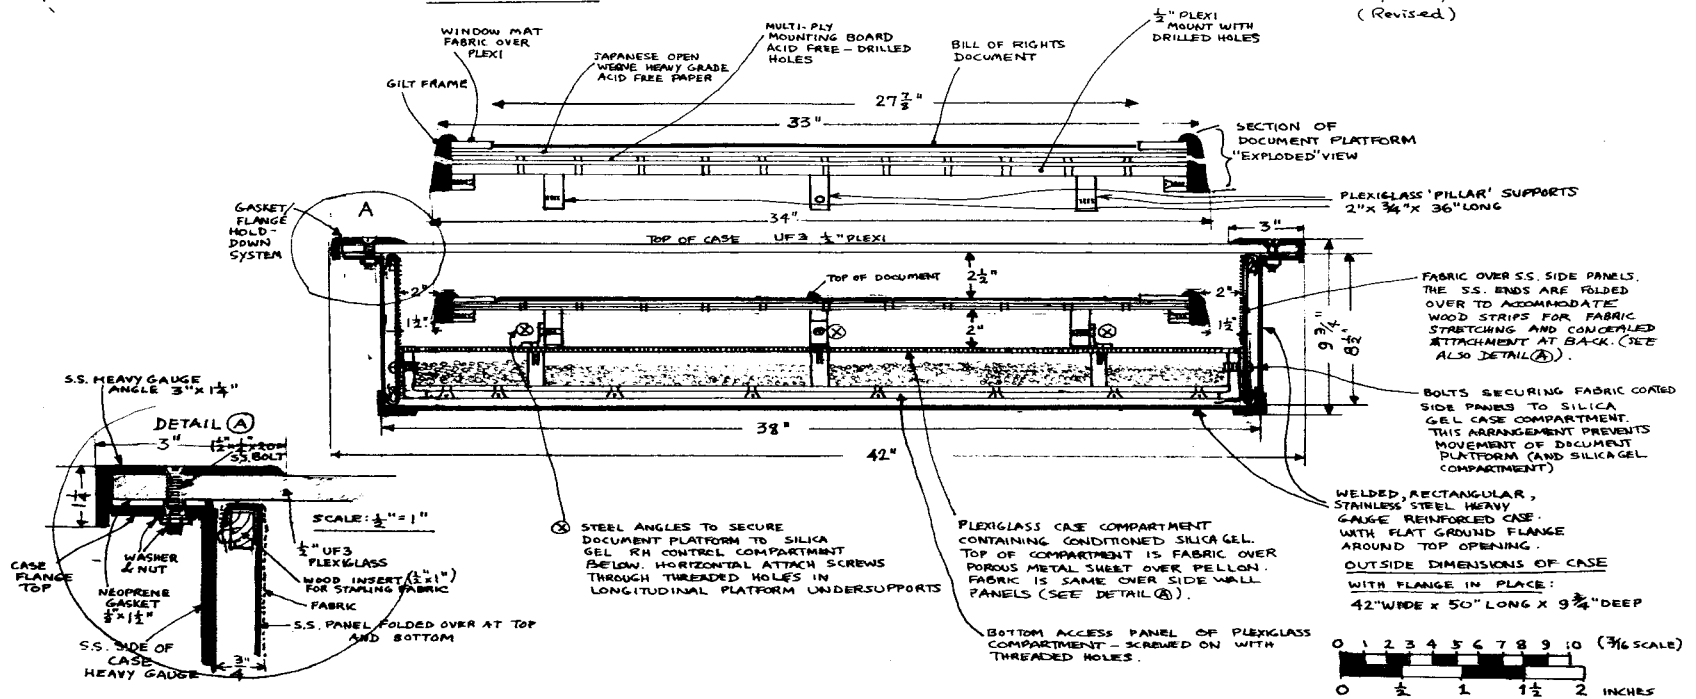 (Revised)
WINDOW MAT
FABRIC OVER
PLEXI
GILT FRAME
JAPANESE OPEN
WEAVE HEAVY GRADE
ACID FREE PAPER
MULTI-PLY
MOUNTING BOARD
ACID FREE – DRILLED
HOLES
BILL OF RIGHTS
DOCUMENT
1/2" PLEXI
MOUNT WITH
DRILLED HOLES
27 7/8"
33"
SECTION OF
DOCUMENT PLATFORM
"EXPLODED" VIEW
PLEXIGLASS 'PILLAR' SUPPORTS
2" x 3/4" x 36" LONG
34"
GASKET
FLANGE
HOLD-
DOWN
SYSTEM
A
TOP OF CASE UF3 1/2" PLEXI
3"
TOP OF DOCUMENT
2 1/2"
2"
2"
1 1/2"
2"
1 1/2"
9 3/4"
8 1/2"
FABRIC OVER S.S. SIDE PANELS.
THE S.S. ENDS ARE FOLDED
OVER TO ACCOMMODATE
WOOD STRIPS FOR FABRIC
STRETCHING AND CONCEALED
ATTACHMENT AT BACK. (SEE
ALSO DETAIL (A)).
BOLTS SECURING FABRIC COATED
SIDE PANELS TO SILICA
GEL CASE COMPARTMENT.
THIS ARRANGEMENT PREVENTS
MOVEMENT OF DOCUMENT
PLATFORM (AND SILICA GEL
COMPARTMENT)
38"
42"
WELDED, RECTANGULAR,
STAINLESS STEEL HEAVY
GAUGE REINFORCED CASE.
WITH FLAT GROUND FLANGE
AROUND TOP OPENING.
OUTSIDE DIMENSIONS OF CASE
WITH FLANGE IN PLACE:
42" WIDE x 50" LONG x 9 3/4" DEEP
S.S. HEAVY GAUGE
ANGLE 3" x 1 1/4"
DETAIL (A)
3"
S.S. BOLT
1 1/4"
SCALE: 1/2" = 1"
1/2" UF3
PLEXIGLASS
WASHER
& NUT
CASE
FLANGE
TOP
NEOPRENE
GASKET
1/8" x 1 1/2"
WOOD INSERT (1/2" x 1")
FOR STAPLING FABRIC
FABRIC
S.S. PANEL FOLDED OVER AT TOP
AND BOTTOM
S.S. SIDE OF
CASE
HEAVY GAUGE
3/4"
⊗ STEEL ANGLES TO SECURE
DOCUMENT PLATFORM TO SILICA
GEL RH CONTROL COMPARTMENT
BELOW. HORIZONTAL ATTACH SCREWS
THROUGH THREADED HOLES IN
LONGITUDINAL PLATFORM UNDERSUPPORTS
PLEXIGLASS CASE COMPARTMENT
CONTAINING CONDITIONED SILICA GEL.
TOP OF COMPARTMENT IS FABRIC OVER
POROUS METAL SHEET OVER PELLON.
FABRIC IS SAME OVER SIDE WALL
PANELS (SEE DETAIL (A)).
BOTTOM ACCESS PANEL OF PLEXIGLASS
COMPARTMENT – SCREWED ON WITH
THREADED HOLES.
0 1 2 3 4 5 6 7 8 9 10 (3/16 SCALE)
0 1/2 1 1 1/2 2 INCHES